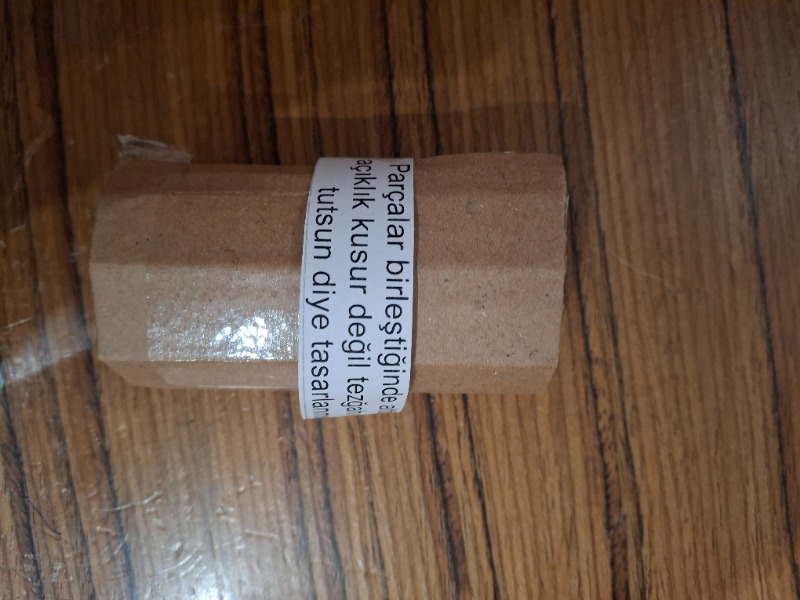 Parçalar birleştiğinde
açıklık kusur değil
tutsun diye